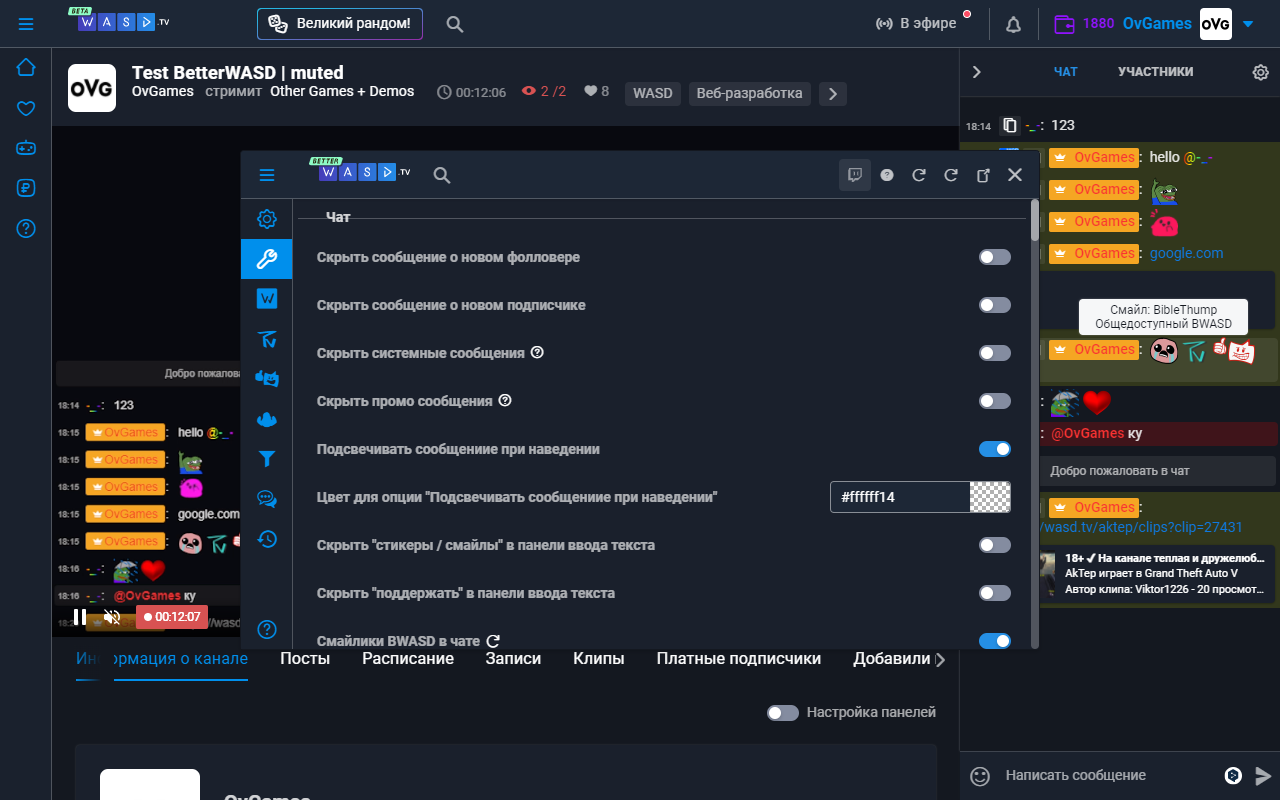 BETA
WASD.TV
Великий рандом!
В эфире
1880
OvGames
OVG
OVG
Test BetterWASD | muted
OvGames стримит Other Games + Demos
00:12:06
2 / 2
8
WASD
Веб-разработка
ЧАТ
УЧАСТНИКИ
18:14 -_-: 123
OvGames: hello @-_-
OvGames:
OvGames:
OvGames: google.com
Смайл: BibleThump
Общедоступный BWASD
OvGames:
:
: @OvGames ку
Добро пожаловать в чат
OvGames:
/wasd.tv/aktep/clips?clip=27431
18+ ✓ На канале теплая и дружелюб...
AkTep играет в Grand Theft Auto V
Автор клипа: Viktor1226 - 20 просмот...
Написать сообщение
BETTER
WASD.TV
Чат
Скрыть сообщение о новом фолловере
Скрыть сообщение о новом подписчике
Скрыть системные сообщения
Скрыть промо сообщения
Подсвечивать сообщениие при наведении
Цвет для опции "Подсвечивать сообщениие при наведении"
#ffffff14
Скрыть "стикеры / смайлы" в панели ввода текста
Скрыть "поддержать" в панели ввода текста
Смайлики BWASD в чате
Добро пожалова
18:14 -_-: 123
18:15 OvGames: hello @-_-
18:15 OvGames:
18:15 OvGames:
18:15 OvGames: google.com
18:15 OvGames:
18:16 -_-:
18:16 -_-: @OvGames ку
00:12:07
/wasd
Информация о канале
Посты
Расписание
Записи
Клипы
Платные подписчики
Добавили
Настройка панелей
OvGames